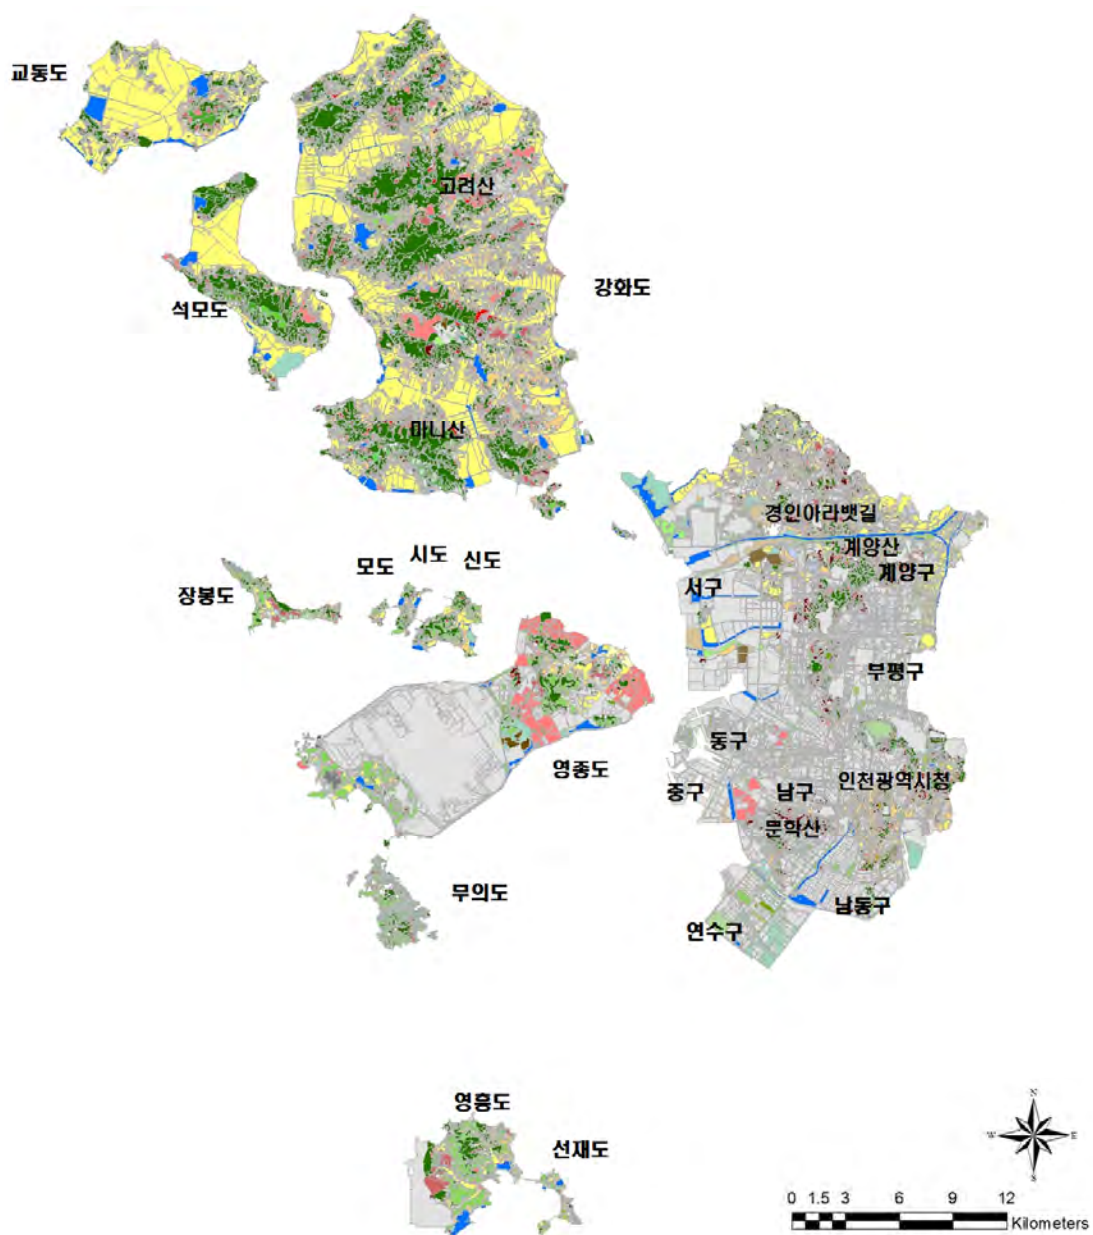 교동도
고려산
강화도
석모도
마니산
경인아라뱃길
계양산
계양구
시도
신도
모도
장봉도
서구
부평구
동구
영종도
중구
남구
인천광역시청
문학산
무의도
남동구
연수구
영흥도
선재도
N
W
E
S
0 1.5 3 6 9 12
Kilometers